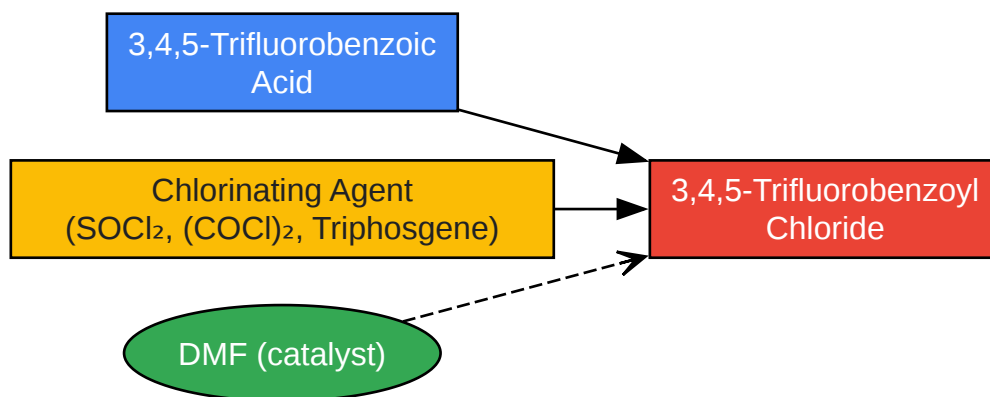 3,4,5-Trifluorobenzoic
Acid
Chlorinating Agent
(SOCl₂, (COCl)₂, Triphosgene)
3,4,5-Trifluorobenzoyl
Chloride
DMF (catalyst)